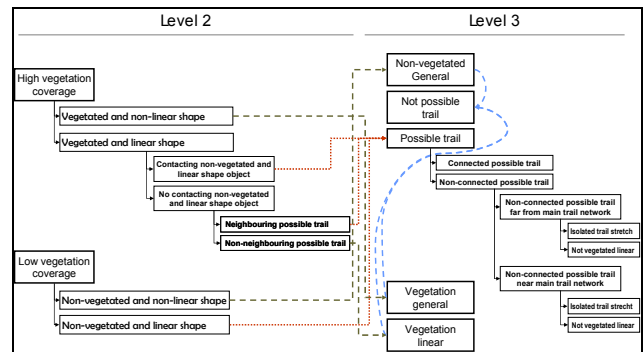 Level 2
Level 3
High vegetation
coverage
Vegetated and non-linear shape
Vegetated and linear shape
Contacting non-vegetated and
linear shape object
No contacting non-vegetated
and linear shape object
Neighbouring possible trail
Non-neighbouring possible trail
Low vegetation
coverage
Non-vegetated and non-linear shape
Non-vegetated and linear shape
Non-vegetated
General
Not possible
trail
Possible trail
Connected possible trail
Non-connected possible trail
Non-connected possible trail
far from main trail network
Isolated trail stretch
Not vegetated linear
Non-connected possible trail
near main trail network
Isolated trail strecht
Not vegetated linear
Vegetation
general
Vegetation
linear